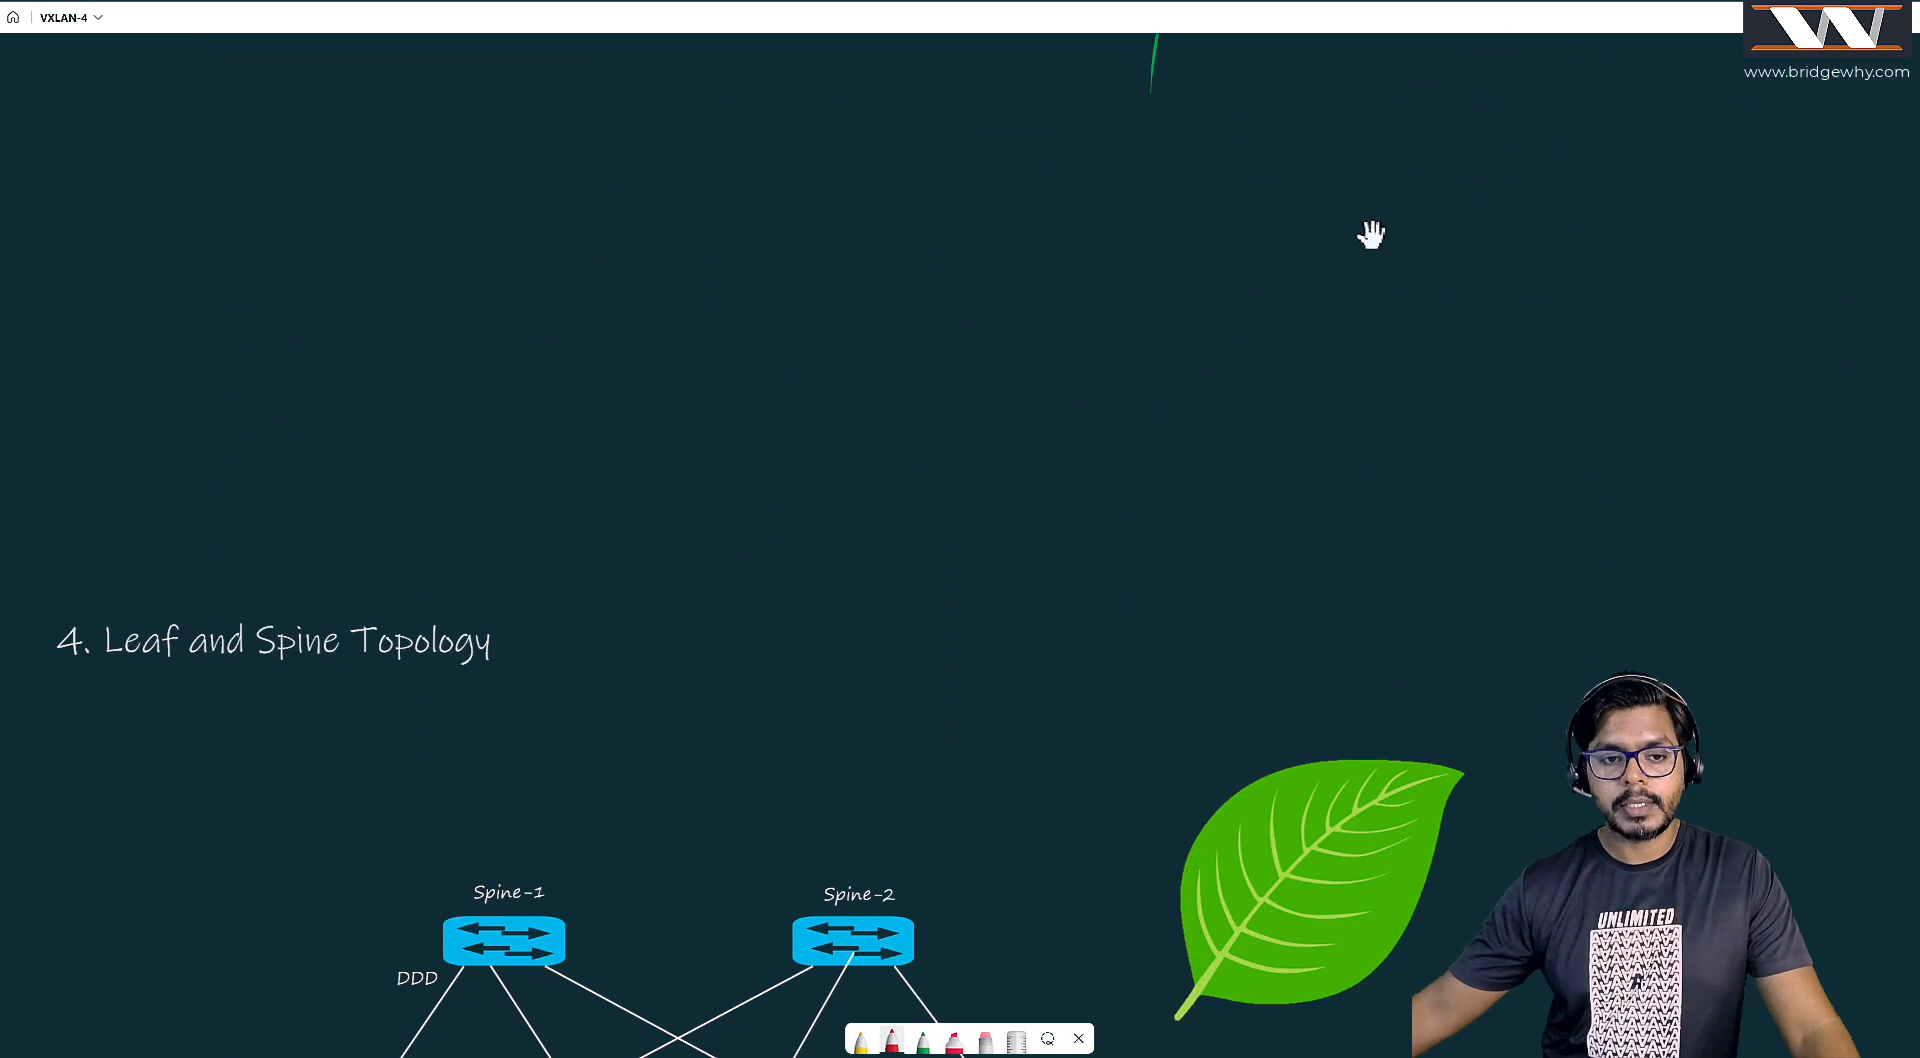 VXLAN-4
www.bridgewhy.com
4. Leaf and Spine Topology
Spine-1
Spine-2
DDD
UNLIMITED